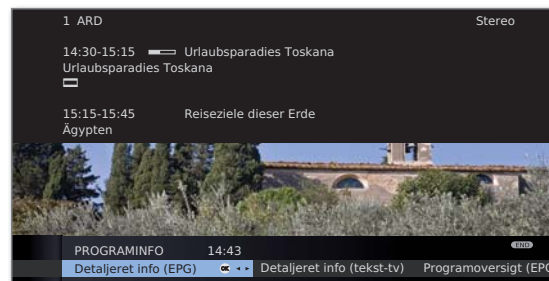 1 ARD Stereo
14:30-15:15 Urlaubsparadies Toskana
Urlaubsparadies Toskana
15:15-15:45 Reiseziele dieser Erde
Ägypten
END
PROGRAMINFO 14:43
Detaljeret info (EPG) OK Detaljeret info (tekst-tv) Programoversigt (EPG